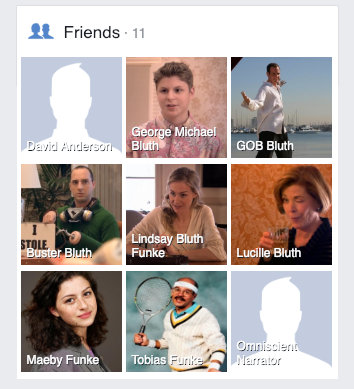 Friends · 11
David Anderson
George Michael
Bluth
GOB Bluth
I
STOLE
Buster Bluth
Lindsay Bluth
Funke
Lucille Bluth
Maeby Funke
Tobias Funke
Omniscient
Narrator